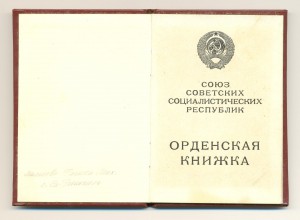 СОЮЗ
СОВЕТСКИХ
СОЦИАЛИСТИЧЕСКИХ
РЕСПУБЛИК
ОРДЕНСКАЯ
КНИЖКА